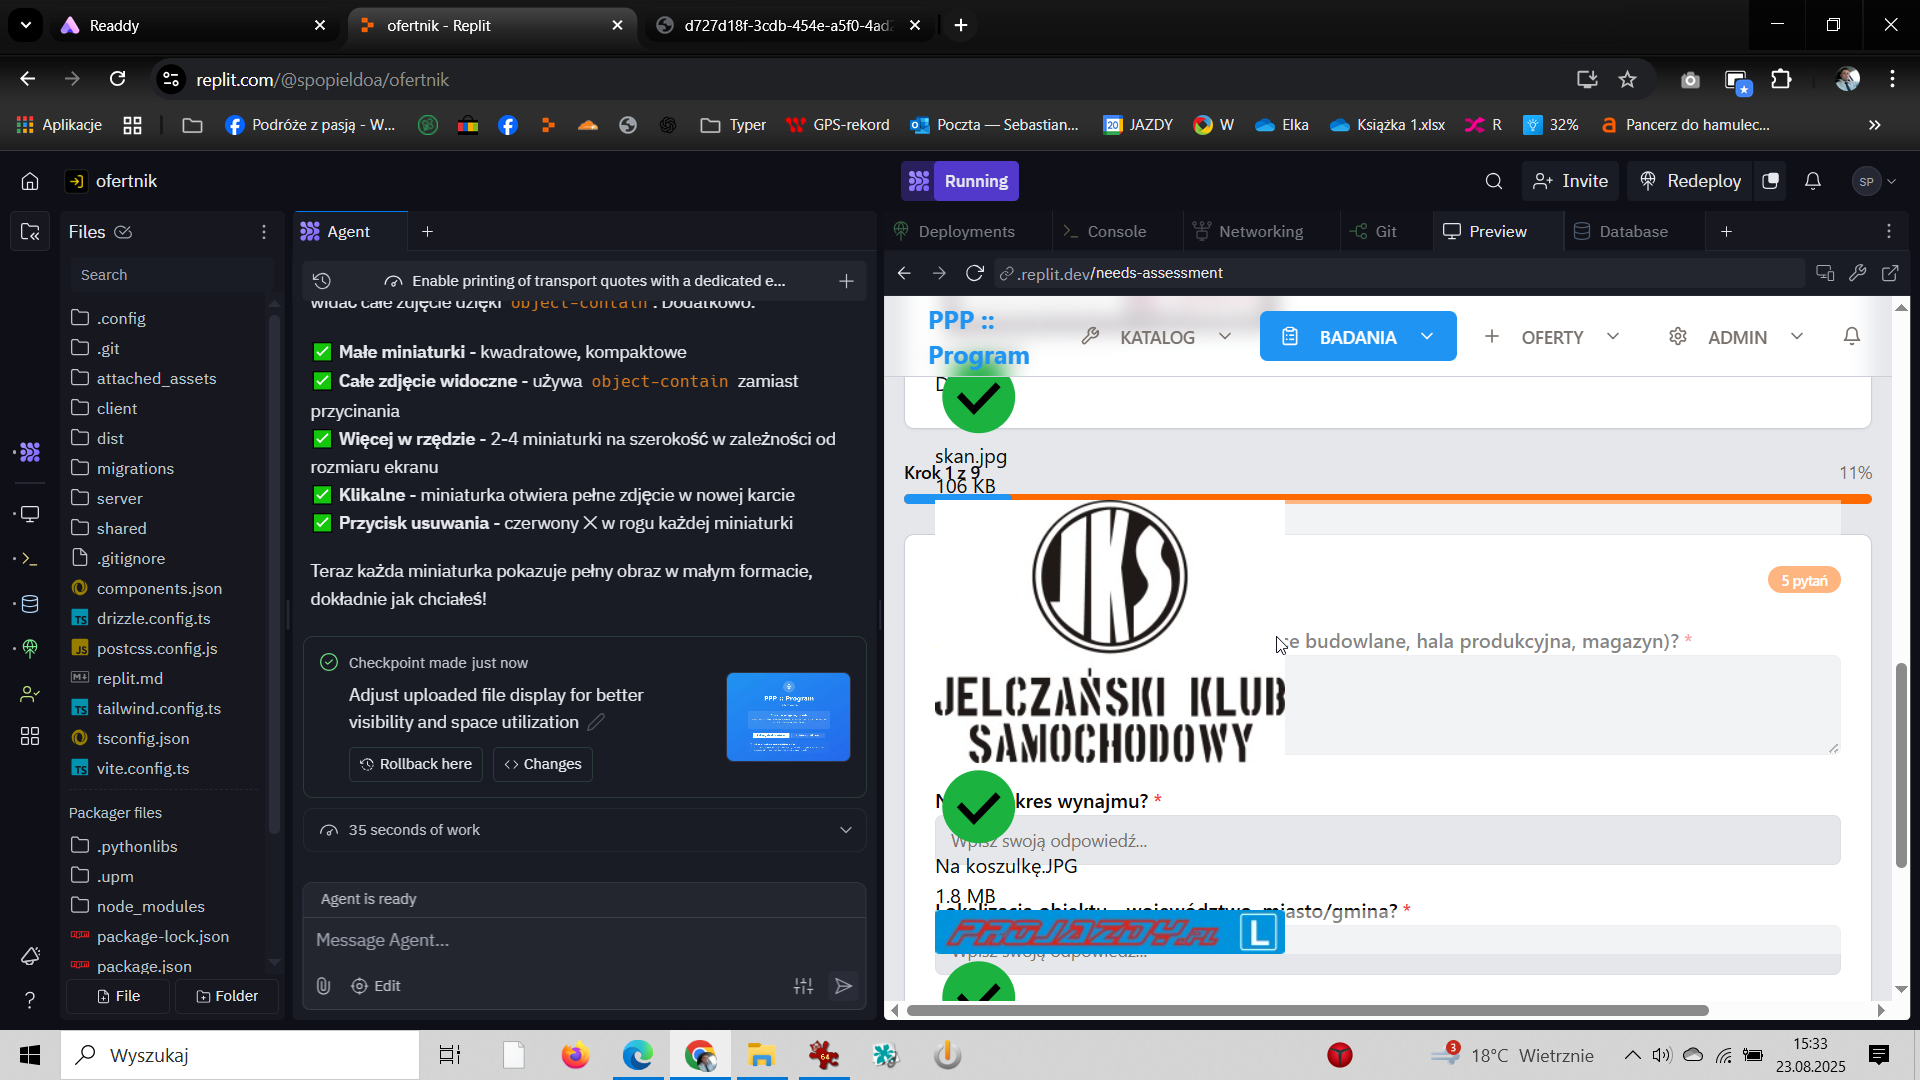 Readdy
ofertnik - Replit
d727d18f-3cdb-454e-a5f0-4ad
replit.com/@spopieldoa/ofertnik
Aplikacje
Podróże z pasją - W...
Typer
GPS-rekord
Poczta — Sebastian...
20
JAZDY
W
Elka
Książka 1.xlsx
R
32%
Pancerz do hamulec...
ofertnik
Running
Invite
Redeploy
SP
Files
Agent
Deployments
Console
Networking
Git
Preview
Database
Search
Enable printing of transport quotes with a dedicated e...
.replit.dev/needs-assessment
.config
.git
attached_assets
client
dist
migrations
server
shared
.gitignore
components.json
drizzle.config.ts
postcss.config.js
replit.md
tailwind.config.ts
tsconfig.json
vite.config.ts
Packager files
.pythonlibs
.upm
node_modules
package-lock.json
package.json
File
Folder
widać całe zdjęcie dzięki object-contain. Dodatkowo:
Małe miniaturki - kwadratowe, kompaktowe
Całe zdjęcie widoczne - używa object-contain zamiast
przycinania
Więcej w rzędzie - 2-4 miniaturki na szerokość w zależności od
rozmiaru ekranu
Klikalne - miniaturka otwiera pełne zdjęcie w nowej karcie
Przycisk usuwania - czerwony X w rogu każdej miniaturki
Teraz każda miniaturka pokazuje pełny obraz w małym formacie,
dokładnie jak chciałeś!
Checkpoint made just now
Adjust uploaded file display for better
visibility and space utilization
Rollback here
Changes
PPP :: Program
35 seconds of work
Agent is ready
Message Agent...
Edit
PPP ::
Program
KATALOG
BADANIA
OFERTY
ADMIN
skan.jpg
Krok 1 z 9
11%
106 KB
JKS
JELCZAŃSKI KLUB
SAMOCHODOWY
5 pytań
budowlane, hala produkcyjna, magazyn)? *
kres wynajmu? *
Wpisz swoją odpowiedź...
Na koszulkę.JPG
1.8 MB
Lokalizacja obiektu - województwo, miasto/gmina? *
PROJAZDY.PL
L
Wpisz swoją odpowiedź...
Wyszukaj
64
3
18°C Wietrznie
15:33
23.08.2025